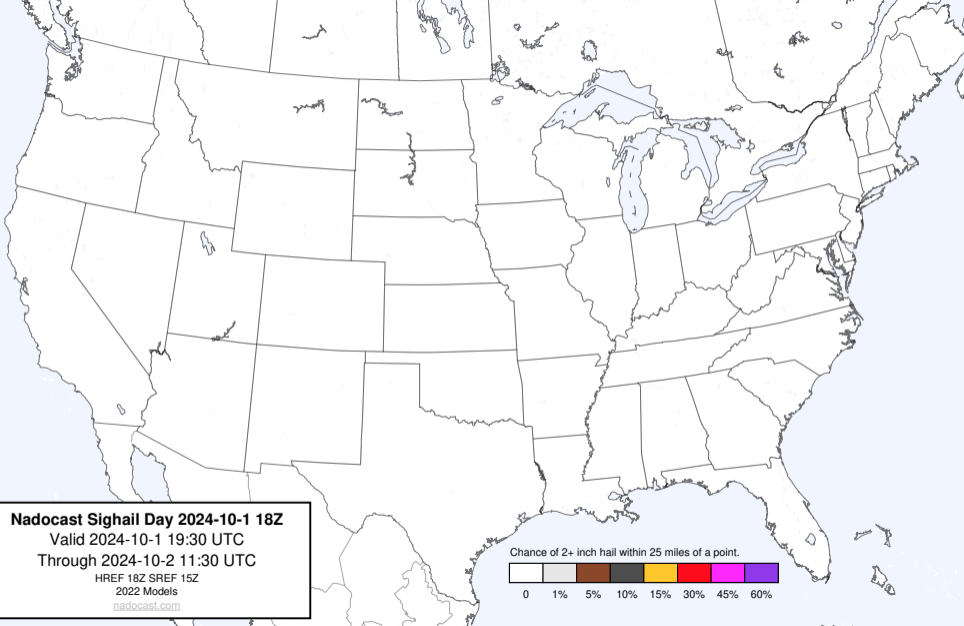 Nadocast Sighail Day 2024-10-1 18Z
Valid 2024-10-1 19:30 UTC
Through 2024-10-2 11:30 UTC
HREF 18Z SREF 15Z
2022 Models
nadocast.com
Chance of 2+ inch hail within 25 miles of a point.
0 1% 5% 10% 15% 30% 45% 60%